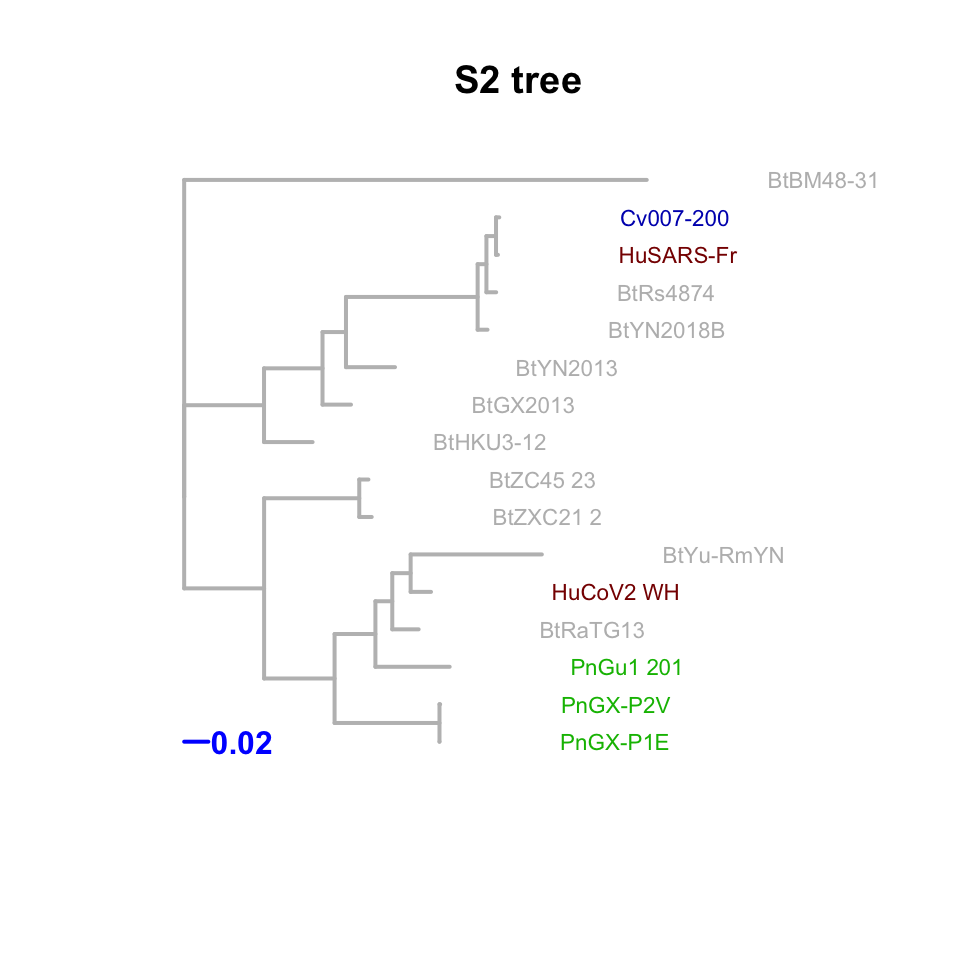 S2 tree
BtBM48-31
Cv007-200
HuSARS-Fr
BtRs4874
BtYN2018B
BtYN2013
BtGX2013
BtHKU3-12
BtZC45 23
BtZXC21 2
BtYu-RmYN
HuCoV2 WH
BtRaTG13
PnGu1 201
PnGX-P2V
PnGX-P1E
0.02